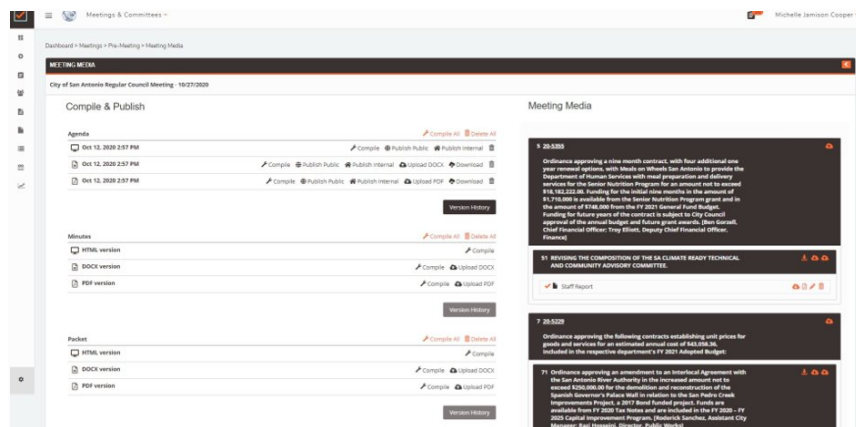 Meetings & Committees
Michelle Jamison Cooper
Dashboard > Meetings > Pre-Meeting > Meeting Media
MEETING MEDIA
City of San Antonio Regular Council Meeting - 10/27/2020
Compile & Publish
Agenda
Compile All Delete All
Oct 12, 2020 2:57 PM
Compile Publish Public Publish Internal
Oct 12, 2020 2:57 PM
Compile Publish Public Publish Internal Upload DOCX Download
Oct 12, 2020 2:57 PM
Compile Publish Public Publish Internal Upload PDF Download
Version History
Minutes
Compile All Delete All
HTML version
Compile
DOCX version
Compile Upload DOCX
PDF version
Compile Upload PDF
Version History
Packet
Compile All Delete All
HTML version
Compile
DOCX version
Compile Upload DOCX
PDF version
Compile Upload PDF
Version History
Meeting Media
5 20-5355
Ordinance approving a nine month contract, with four additional one
year renewal options, with Meals on Wheels San Antonio to provide the
Department of Human Services with meal preparation and delivery
services for the Senior Nutrition Program for an amount not to exceed
$18,182,222.00. Funding for the initial nine months in the amount of
$1,710,000 is available from the Senior Nutrition Program grant and in
the amount of $748,000 from the FY 2021 General Fund Budget.
Funding for future years of the contract is subject to City Council
approval of the annual budget and future grant awards. [Ben Gorzell,
Chief Financial Officer; Troy Elliott, Deputy Chief Financial Officer,
Finance]
51 REVISING THE COMPOSITION OF THE SA CLIMATE READY TECHNICAL
AND COMMUNITY ADVISORY COMMITTEE.
Staff Report
7 20-5229
Ordinance approving the following contracts establishing unit prices for
goods and services for an estimated annual cost of $43,058.36,
included in the respective department's FY 2021 Adopted Budget:
71 Ordinance approving an amendment to an Interlocal Agreement with
the San Antonio River Authority in the increased amount not to
exceed $250,000.00 for the demolition and reconstruction of the
Spanish Governor's Palace Wall in relation to the San Pedro Creek
Improvements Project, a 2017 Bond funded project. Funds are
available from FY 2020 Tax Notes and are included in the FY 2020 – FY
2025 Capital Improvement Program. [Roderick Sanchez, Assistant City
Manager; Razi Hosseini, Director, Public Works]